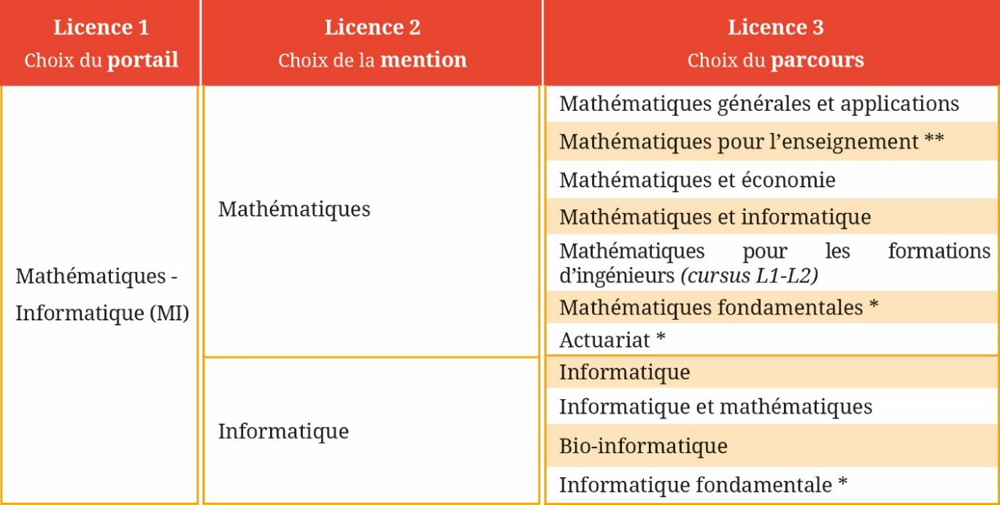 Licence 1
Choix du portail
Licence 2
Choix de la mention
Licence 3
Choix du parcours
Mathématiques -
Informatique (MI)
Mathématiques
Mathématiques générales et applications
Mathématiques pour l’enseignement **
Mathématiques et économie
Mathématiques et informatique
Mathématiques pour les formations
d’ingénieurs (cursus L1-L2)
Mathématiques fondamentales *
Actuariat *
Informatique
Informatique
Informatique et mathématiques
Bio-informatique
Informatique fondamentale *